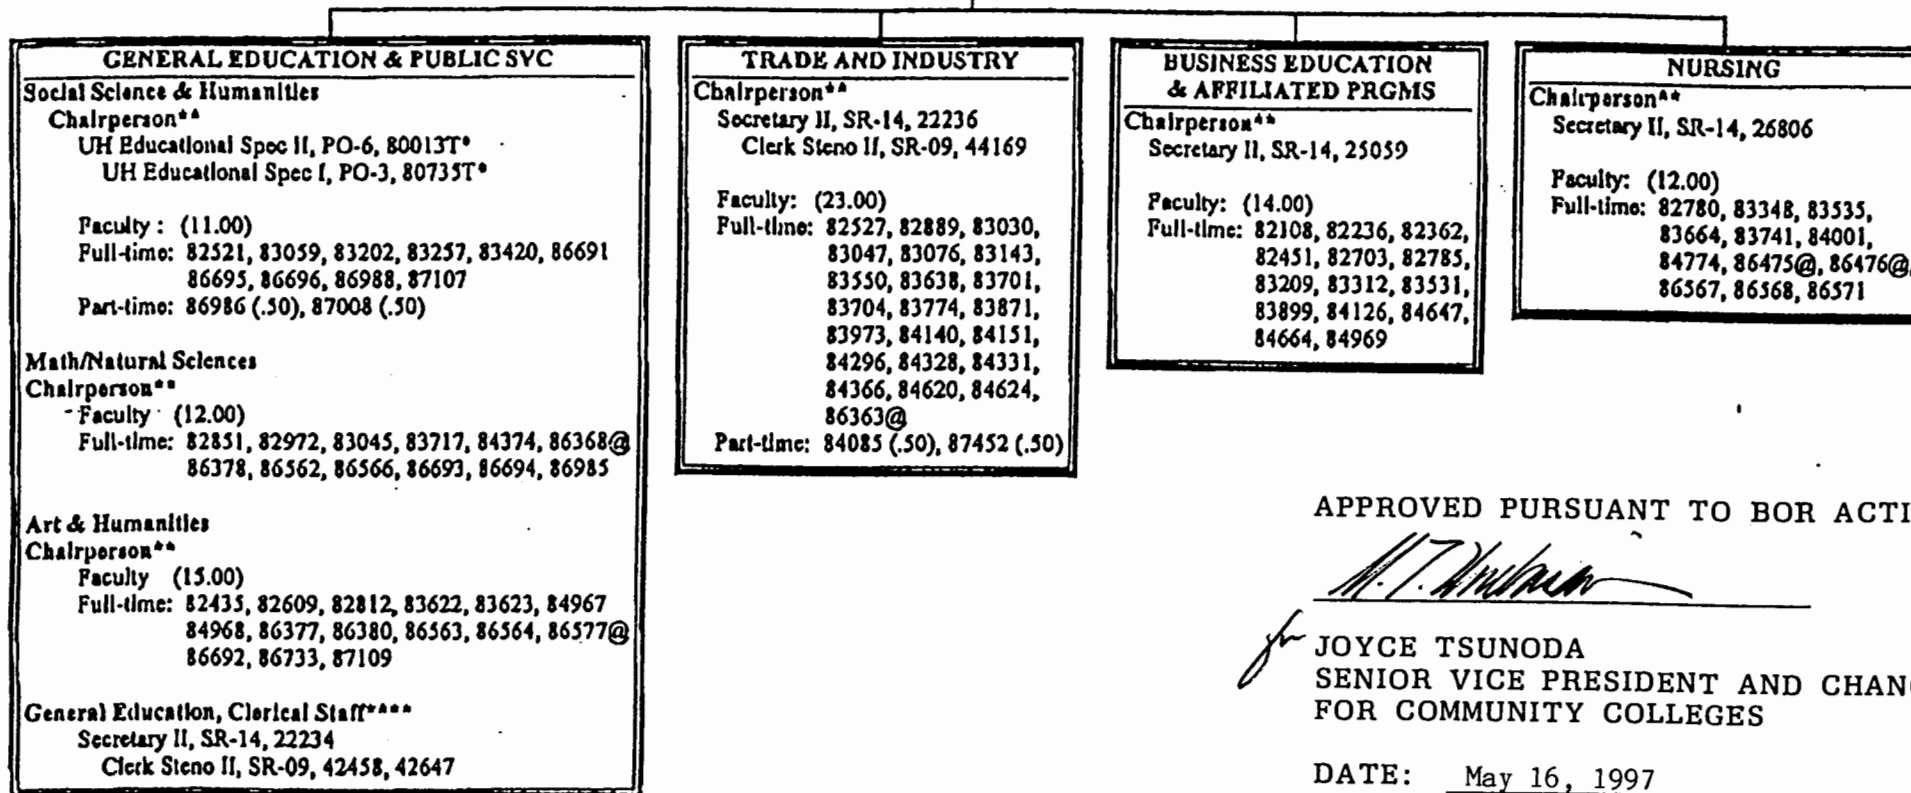 GENERAL EDUCATION & PUBLIC SVC
Social Science & Humanities
Chairperson**
UH Educational Spec II, PO-6, 80013T*
UH Educational Spec I, PO-3, 80735T*
Faculty : (11.00)
Full-time: 82521, 83059, 83202, 83257, 83420, 86691
86695, 86696, 86988, 87107
Part-time: 86986 (.50), 87008 (.50)
Math/Natural Sciences
Chairperson**
Faculty (12.00)
Full-time: 82851, 82972, 83045, 83717, 84374, 86368@
86378, 86562, 86566, 86693, 86694, 86985
Art & Humanities
Chairperson**
Faculty (15.00)
Full-time: 82435, 82609, 82812, 83622, 83623, 84967
84968, 86377, 86380, 86563, 86564, 86577@
86692, 86733, 87109
General Education, Clerical Staff****
Secretary II, SR-14, 22234
Clerk Steno II, SR-09, 42458, 42647
TRADE AND INDUSTRY
Chairperson**
Secretary II, SR-14, 22236
Clerk Steno II, SR-09, 44169
Faculty: (23.00)
Full-time: 82527, 82889, 83030,
83047, 83076, 83143,
83550, 83638, 83701,
83704, 83774, 83871,
83973, 84140, 84151,
84296, 84328, 84331,
84366, 84620, 84624,
86363@
Part-time: 84085 (.50), 87452 (.50)
BUSINESS EDUCATION
& AFFILIATED PRGMS
Chairperson**
Secretary II, SR-14, 25059
Faculty: (14.00)
Full-time: 82108, 82236, 82362,
82451, 82703, 82785,
83209, 83312, 83531,
83899, 84126, 84647,
84664, 84969
NURSING
Chairperson**
Secretary II, SR-14, 26806
Faculty: (12.00)
Full-time: 82780, 83348, 83535,
83664, 83741, 84001,
84774, 86475@, 86476@,
86567, 86568, 86571
APPROVED PURSUANT TO BOR ACTI
for JOYCE TSUNODA
SENIOR VICE PRESIDENT AND CHANC
FOR COMMUNITY COLLEGES
DATE: May 16, 1997